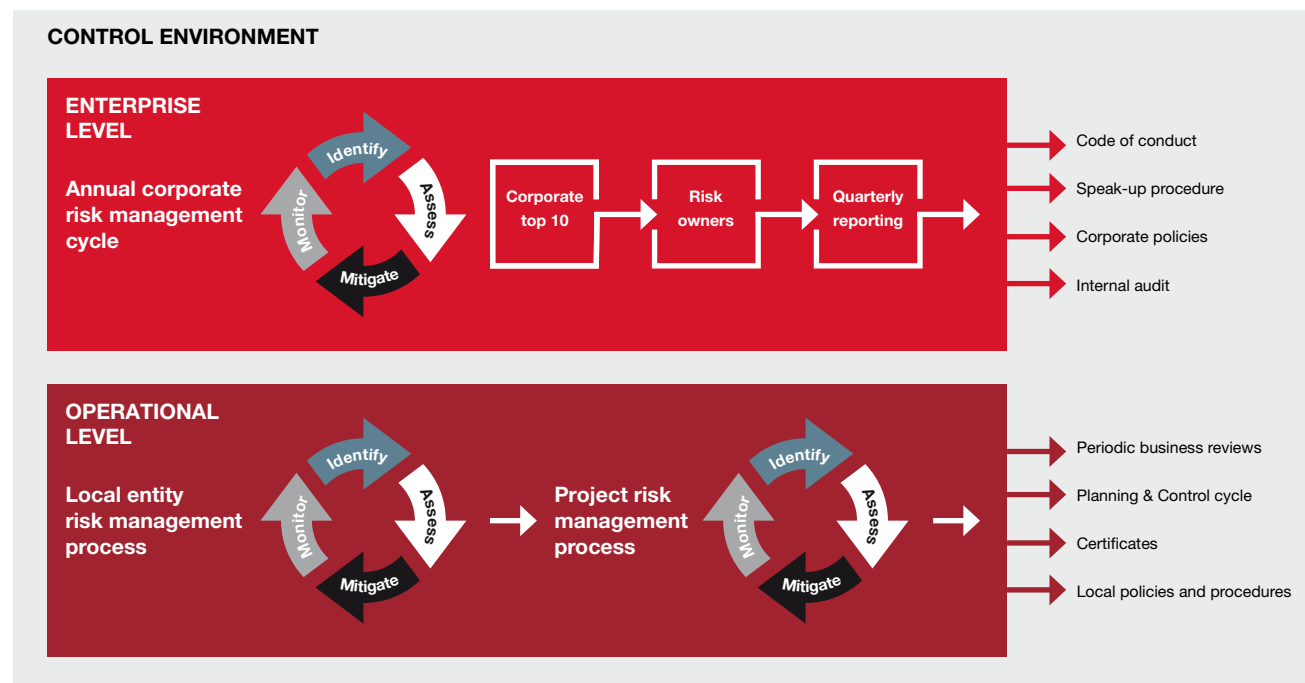 CONTROL ENVIRONMENT
ENTERPRISE
LEVEL
Annual corporate
risk management
cycle
Identify
Assess
Mitigate
Monitor
Corporate
top 10
Risk
owners
Quarterly
reporting
Code of conduct
Speak-up procedure
Corporate policies
Internal audit
OPERATIONAL
LEVEL
Local entity
risk management
process
Identify
Assess
Mitigate
Monitor
Project risk
management
process
Identify
Assess
Mitigate
Monitor
Periodic business reviews
Planning & Control cycle
Certificates
Local policies and procedures